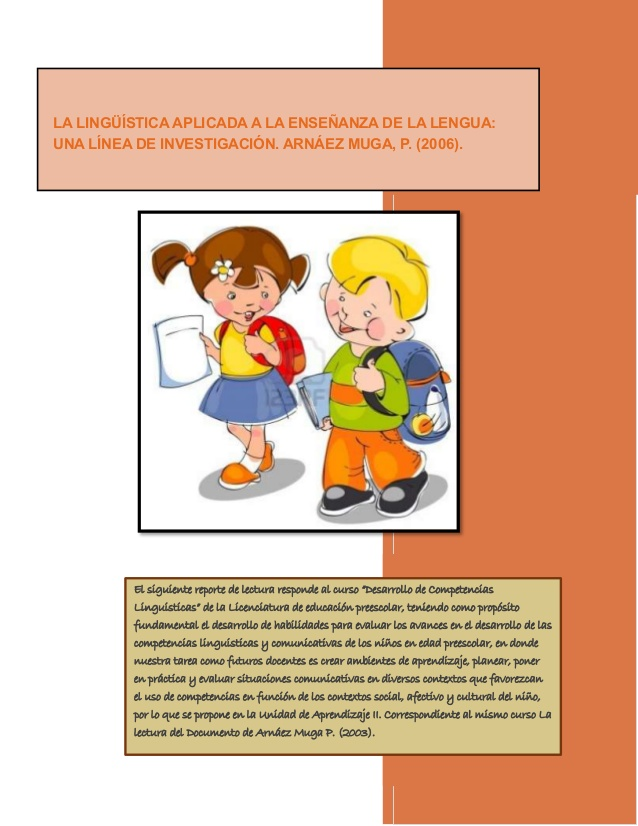 LA LINGÜÍSTICA APLICADA A LA ENSEÑANZA DE LA LENGUA:
UNA LÍNEA DE INVESTIGACIÓN. ARNÁEZ MUGA, P. (2006).
123RF
El siguiente reporte de lectura responde al curso “Desarrollo de Competencias
Linguísticas” de la Licenciatura de educación preescolar, teniendo como propósito
fundamental el desarrollo de habilidades para evaluar los avances en el desarrollo de las
competencias linguísticas y comunicativas de los niños en edad preescolar, en donde
nuestra tarea como futuros docentes es crear ambientes de aprendizaje, planear, poner
en práctica y evaluar situaciones comunicativas en diversos contextos que favorezcan
el uso de competencias en función de los contextos social, afectivo y cultural del niño,
por lo que se propone en la Unidad de Aprendizaje II. Correspondiente al mismo curso La
lectura del Documento de Arnáez Muga P. (2003).